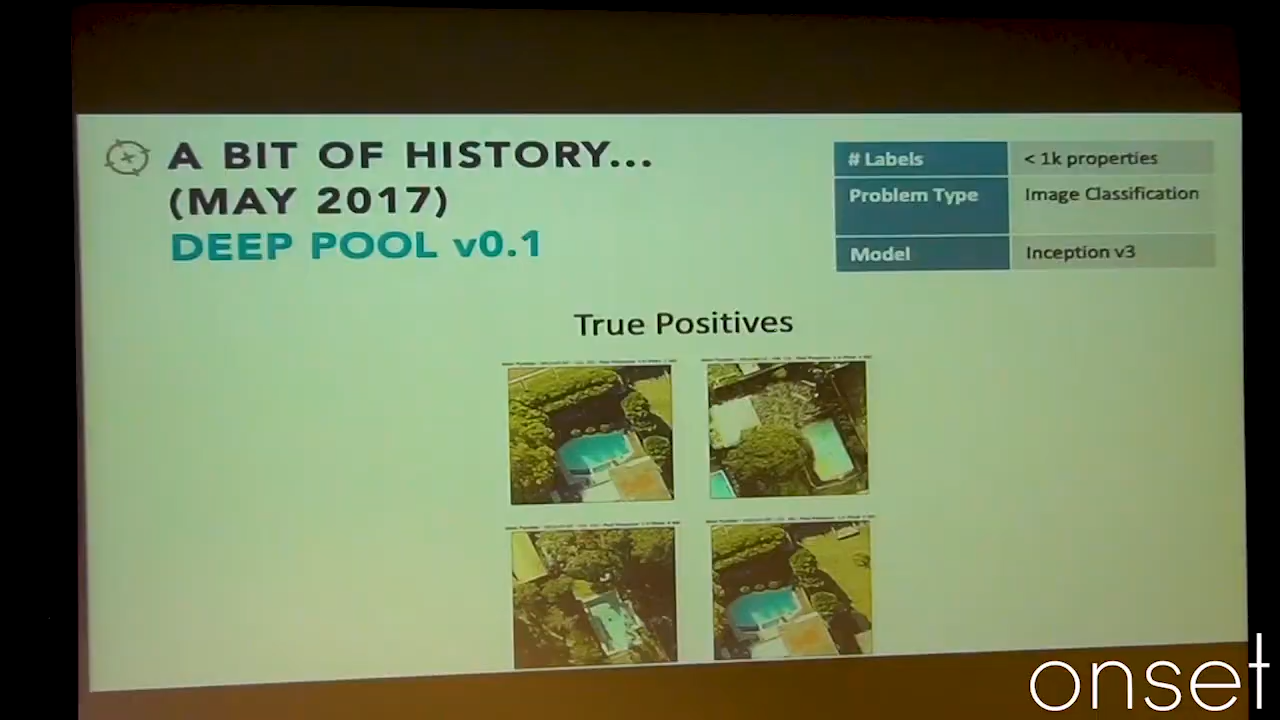 A BIT OF HISTORY...
(MAY 2017)
DEEP POOL v0.1
# Labels < 1k properties
Problem Type Image Classification
Model Inception v3
True Positives
onset